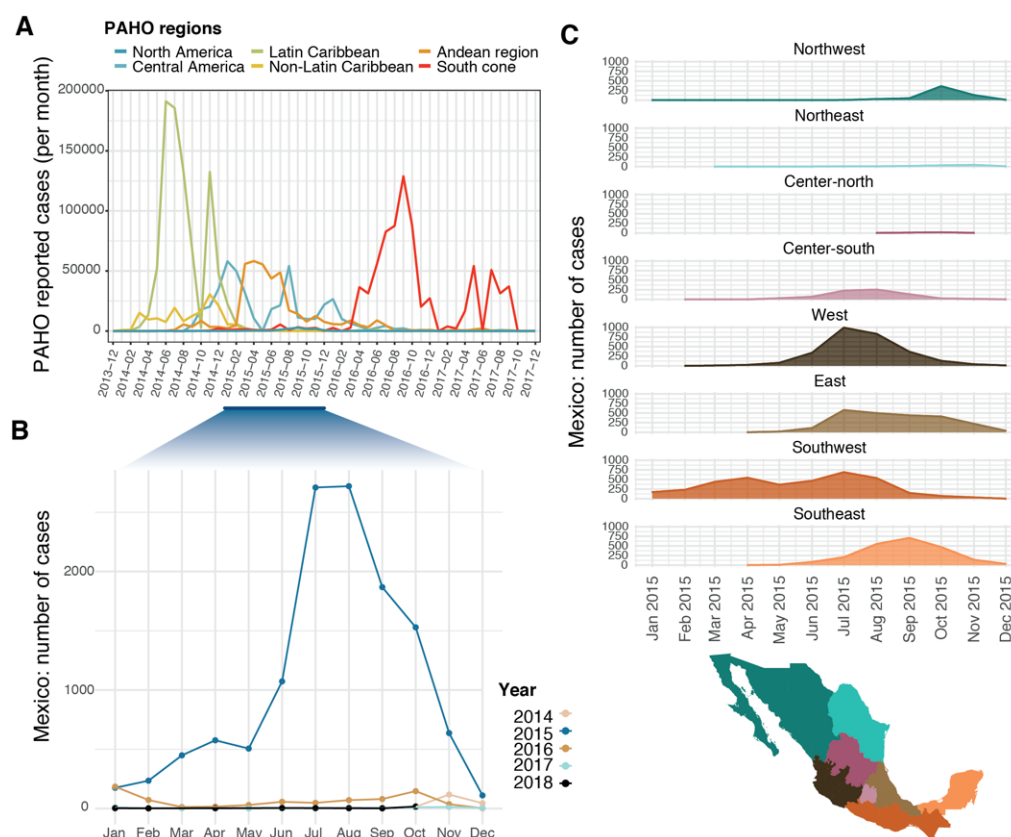 A
PAHO regions
North America
Latin Caribbean
Andean region
Central America
Non-Latin Caribbean
South cone
PAHO reported cases (per month)
200000
150000
100000
50000
0
2013-12
2014-02
2014-04
2014-06
2014-08
2014-10
2014-12
2015-02
2015-04
2015-06
2015-08
2015-10
2015-12
2016-02
2016-04
2016-06
2016-08
2016-10
2016-12
2017-02
2017-04
2017-06
2017-08
2017-10
2017-12
B
Mexico: number of cases
2000
1000
0
Jan Feb Mar Apr May Jun Jul Aug Sep Oct Nov Dec
Year
2014
2015
2016
2017
2018
C
Mexico: number of cases
Northwest
1000
750
500
250
0
Northeast
1000
750
500
250
0
Center-north
1000
750
500
250
0
Center-south
1000
750
500
250
0
West
1000
750
500
250
0
East
1000
750
500
250
0
Southwest
1000
750
500
250
0
Southeast
1000
750
500
250
0
Jan 2015
Feb 2015
Mar 2015
Apr 2015
May 2015
Jun 2015
Jul 2015
Aug 2015
Sep 2015
Oct 2015
Nov 2015
Dec 2015